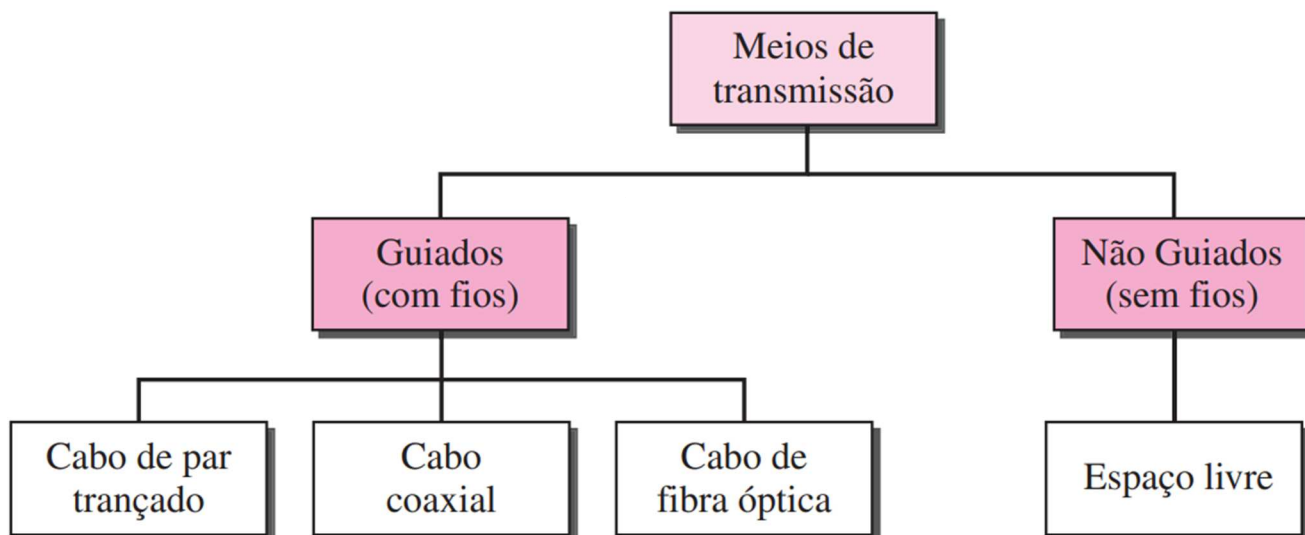 Meios de
transmissão
Guiados
(com fios)
Não Guiados
(sem fios)
Cabo de par
trançado
Cabo
coaxial
Cabo de
fibra óptica
Espaço livre